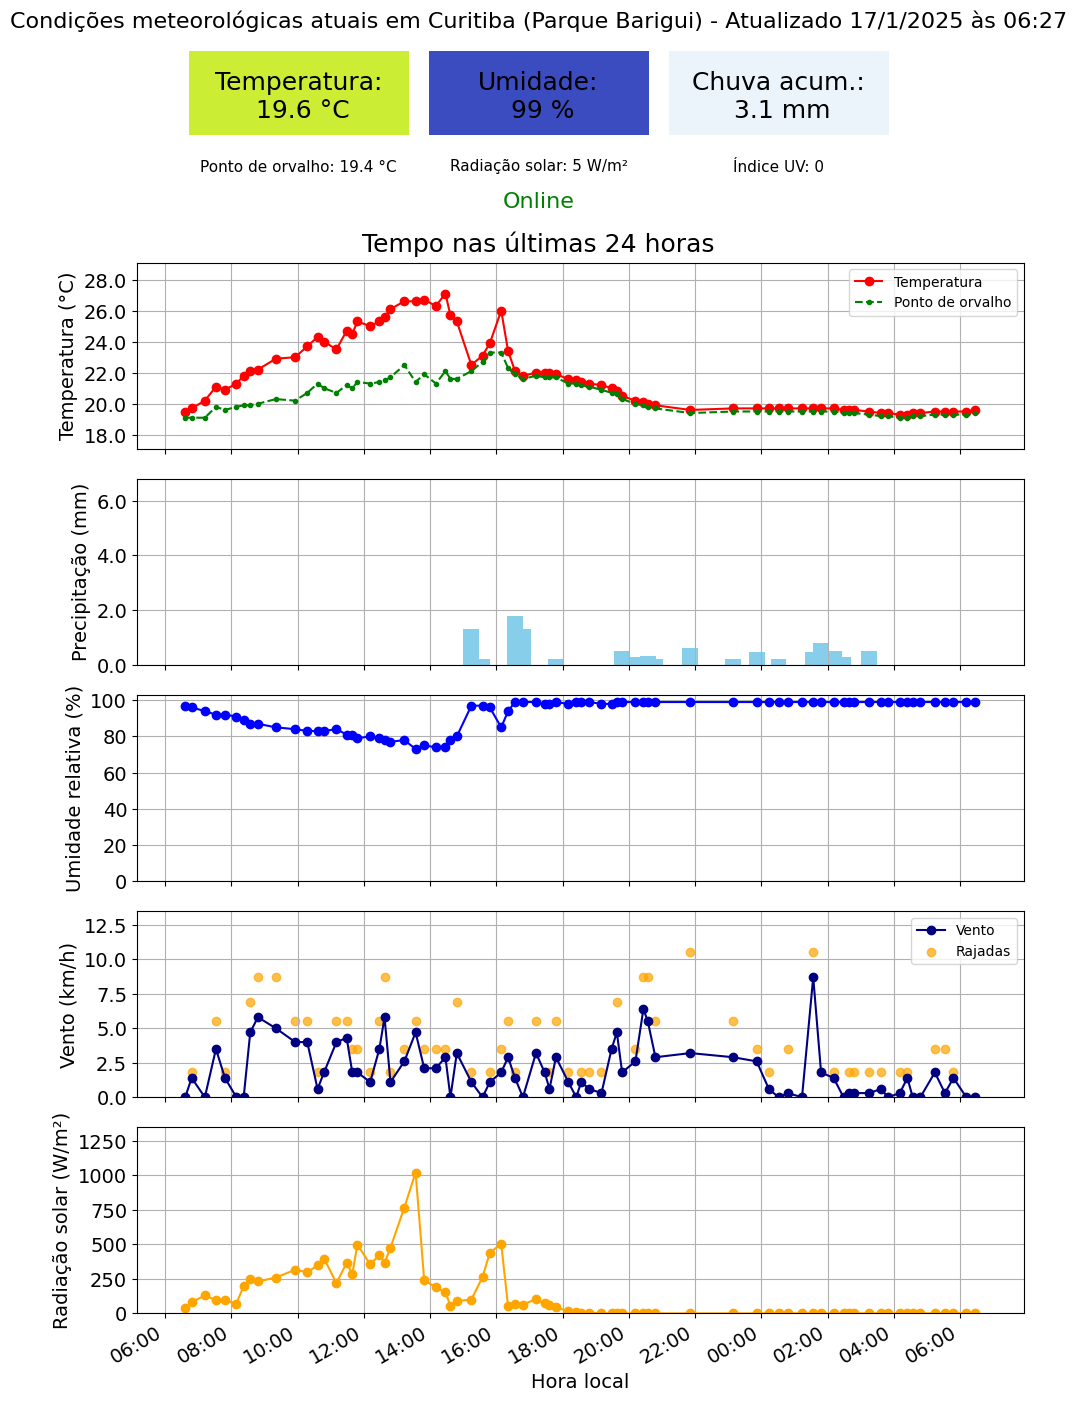 Condições meteorológicas atuais em Curitiba (Parque Barigui) - Atualizado 17/1/2025 às 06:27
Temperatura:
19.6 °C
Umidade:
99 %
Chuva acum.:
3.1 mm
Ponto de orvalho: 19.4 °C
Radiação solar: 5 W/m²
Índice UV: 0
Online
Tempo nas últimas 24 horas
Temperatura (°C)
28.0
26.0
24.0
22.0
20.0
18.0
Temperatura
Ponto de orvalho
Precipitação (mm)
6.0
4.0
2.0
0.0
Umidade relativa (%)
100
80
60
40
20
0
Vento (km/h)
12.5
10.0
7.5
5.0
2.5
0.0
Vento
Rajadas
Radiação solar (W/m²)
1250
1000
750
500
250
0
06:00
08:00
10:00
12:00
14:00
16:00
18:00
20:00
22:00
00:00
02:00
04:00
06:00
Hora local